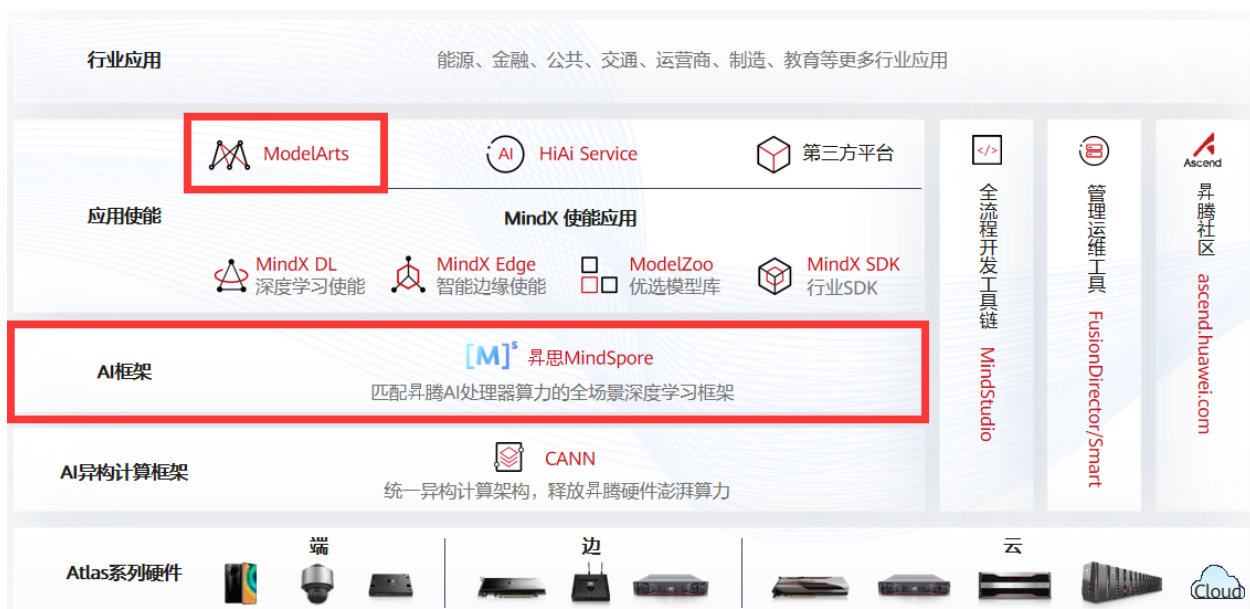 行业应用
能源、金融、公共、交通、运营商、制造、教育等更多行业应用
ModelArts
AI
HiAi Service
第三方平台
应用使能
MindX 使能应用
MindX DL
深度学习使能
MindX Edge
智能边缘使能
ModelZoo
优选模型库
MindX SDK
行业SDK
AI框架
[M]s 昇思MindSpore
匹配昇腾AI处理器算力的全场景深度学习框架
AI异构计算框架
CANN
统一异构计算架构，释放昇腾硬件澎湃算力
</>
全流程开发工具链 MindStudio
管理运维工具 FusionDirector/Smart
Ascend
昇腾社区 ascend.huawei.com
Atlas系列硬件
端
边
云
Cloud